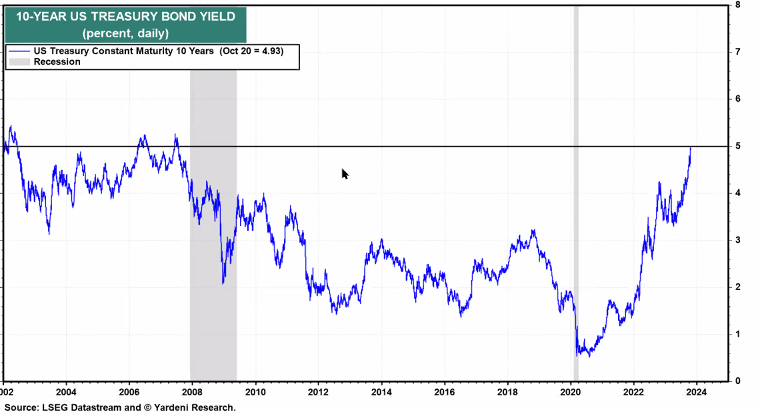 10-YEAR US TREASURY BOND YIELD
(percent, daily)
US Treasury Constant Maturity 10 Years (Oct 20 = 4.93)
Recession
8
7
6
5
4
3
2
1
0
002 2004 2006 2008 2010 2012 2014 2016 2018 2020 2022 2024
Source: LSEG Datastream and © Yardeni Research.